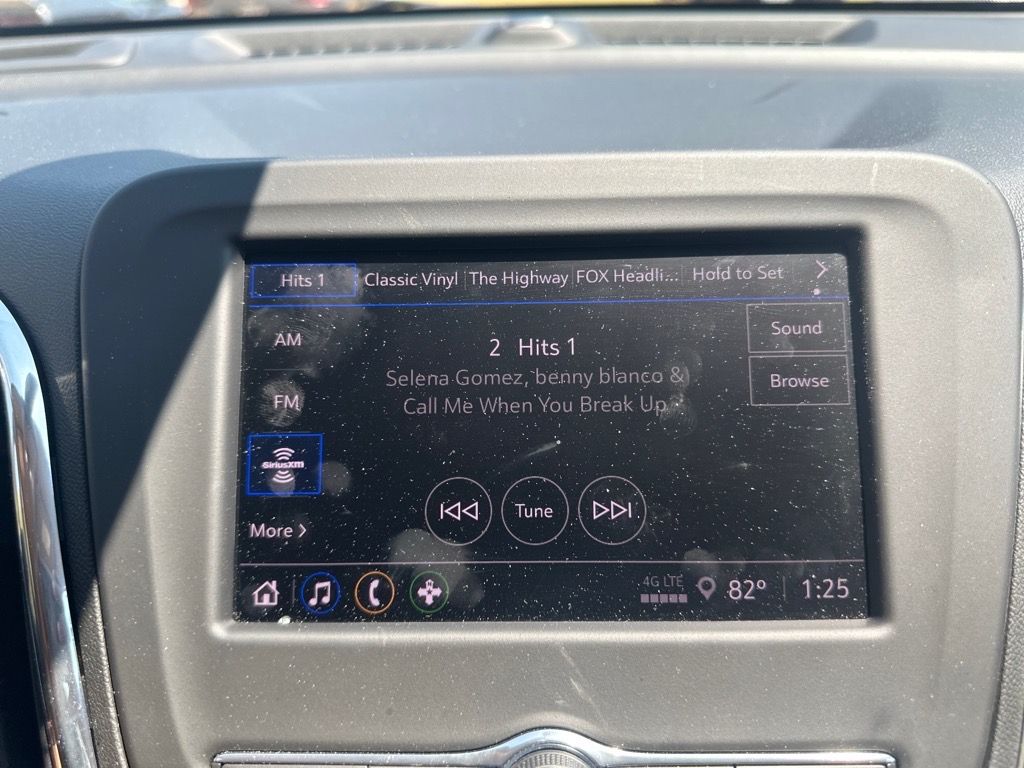 Hits 1 Classic Vinyl The Highway FOX Headli... Hold to Set
AM
2 Hits 1
Sound
Selena Gomez, benny blanco &
Browse
FM
Call Me When You Break Up
SiriusXM
Tune
More
4G LTE 82° 1:25
N